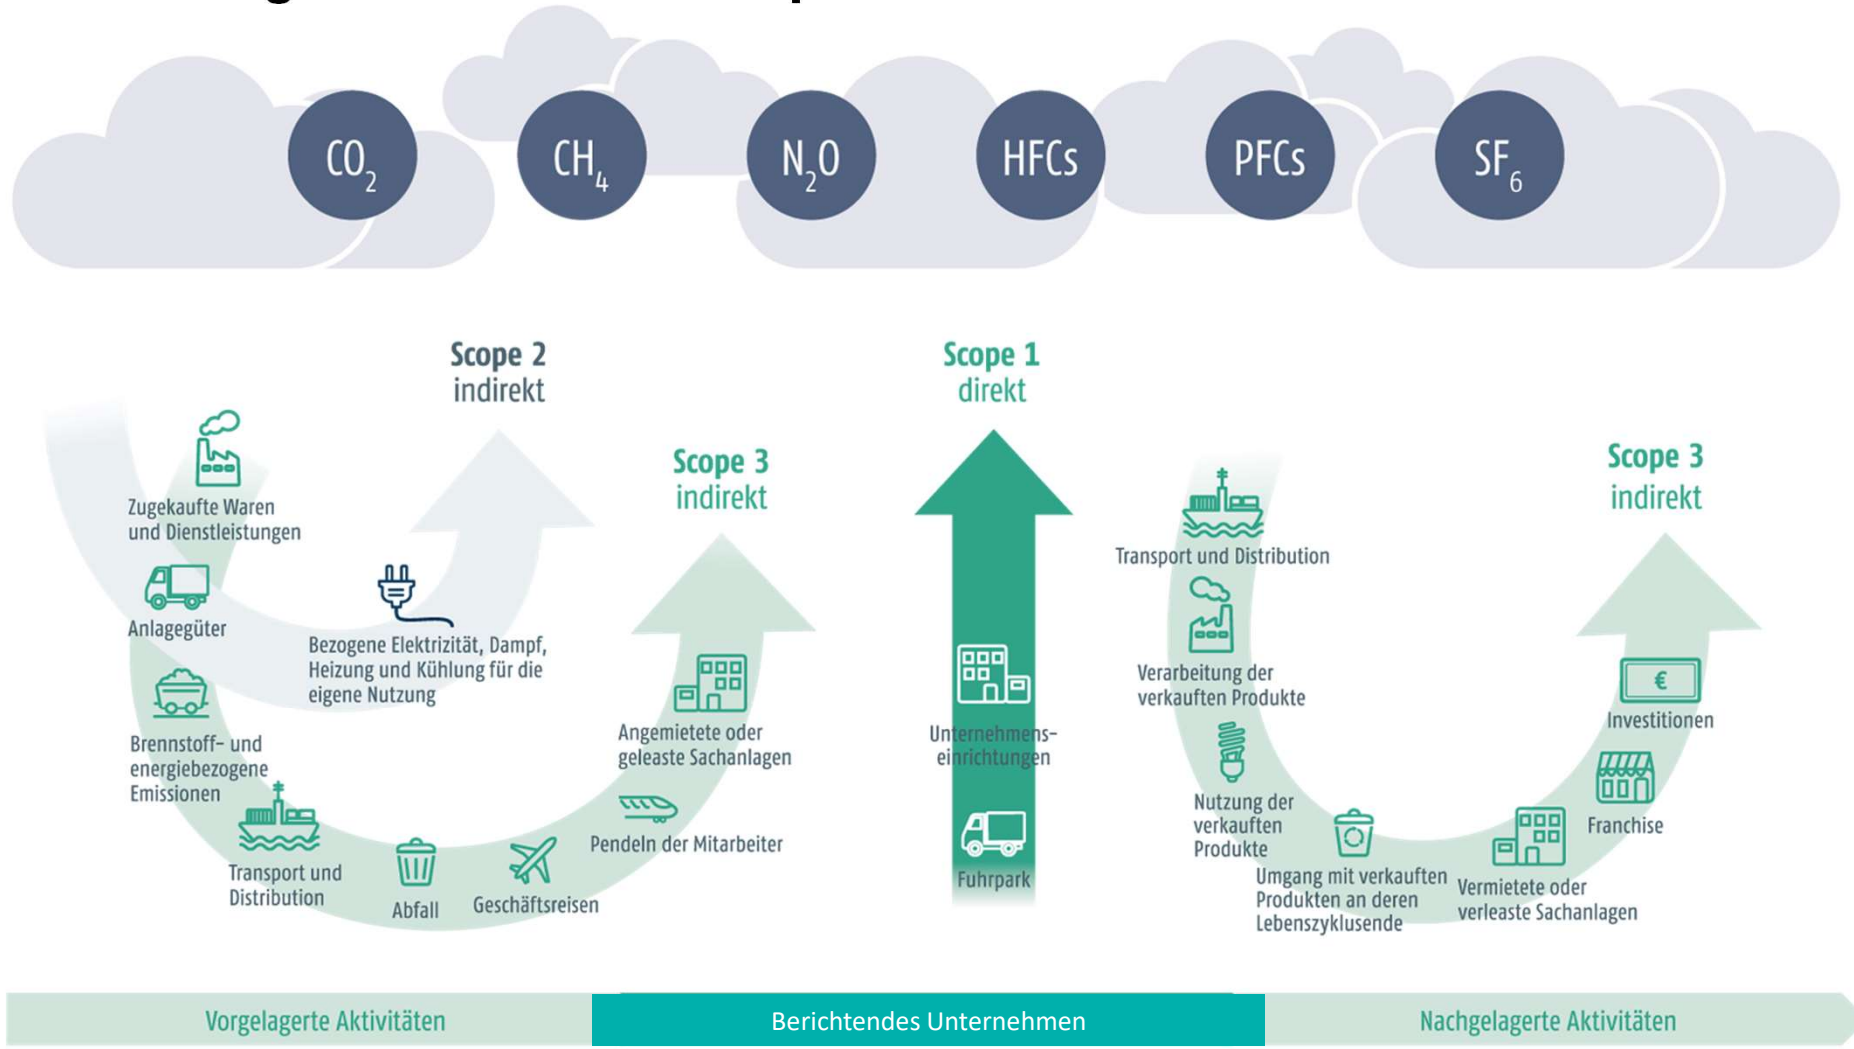 CO2
CH4
N2O
HFCs
PFCs
SF6
Scope 2
indirekt
Scope 1
direkt
Scope 3
indirekt
Scope 3
indirekt
Zugekaufte Waren
und Dienstleistungen
Anlagegüter
Brennstoff- und
energiebezogene
Emissionen
Transport und
Distribution
Abfall
Geschäftsreisen
Pendeln der Mitarbeiter
Angemietete oder
geleaste Sachanlagen
Bezogene Elektrizität, Dampf,
Heizung und Kühlung für die
eigene Nutzung
Unternehmens-
einrichtungen
Fuhrpark
Transport und Distribution
Verarbeitung der
verkauften Produkte
Nutzung der
verkauften
Produkte
Umgang mit verkauften
Produkten an deren
Lebenszyklusende
Vermietete oder
verleaste Sachanlagen
Franchise
€
Investitionen
Vorgelagerte Aktivitäten
Berichtendes Unternehmen
Nachgelagerte Aktivitäten